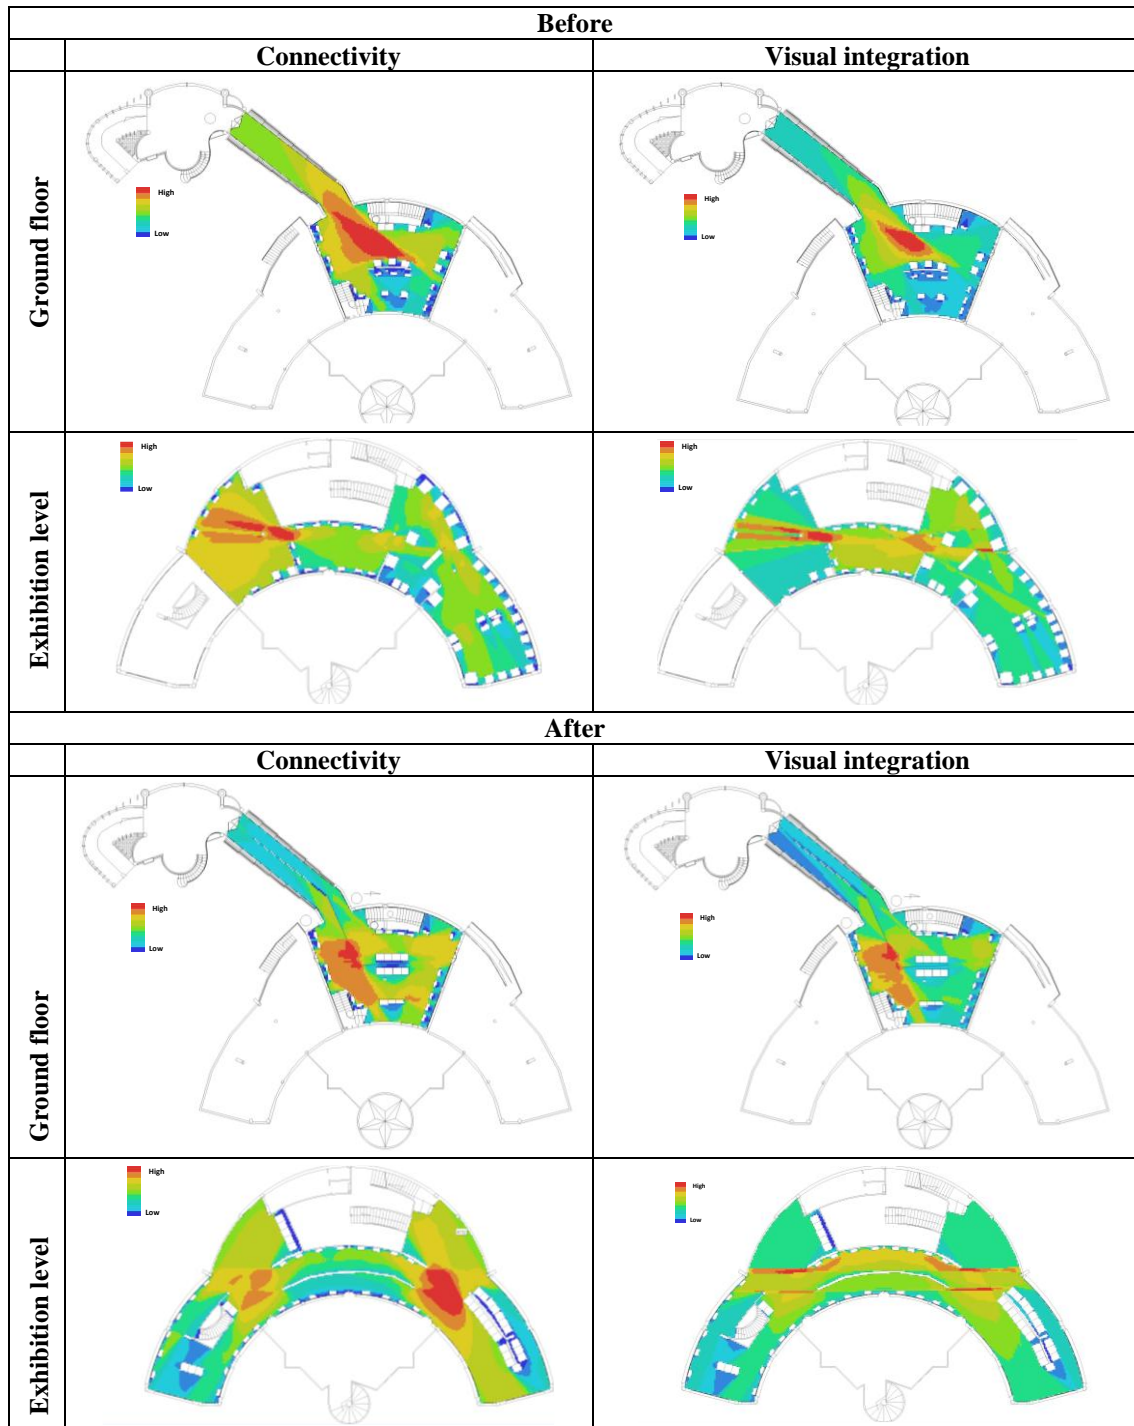 Before
Connectivity
Visual integration
Ground floor
High
Low
High
Low
Exhibition level
High
Low
High
Low
After
Connectivity
Visual integration
Ground floor
High
Low
High
Low
Exhibition level
High
Low
High
Low